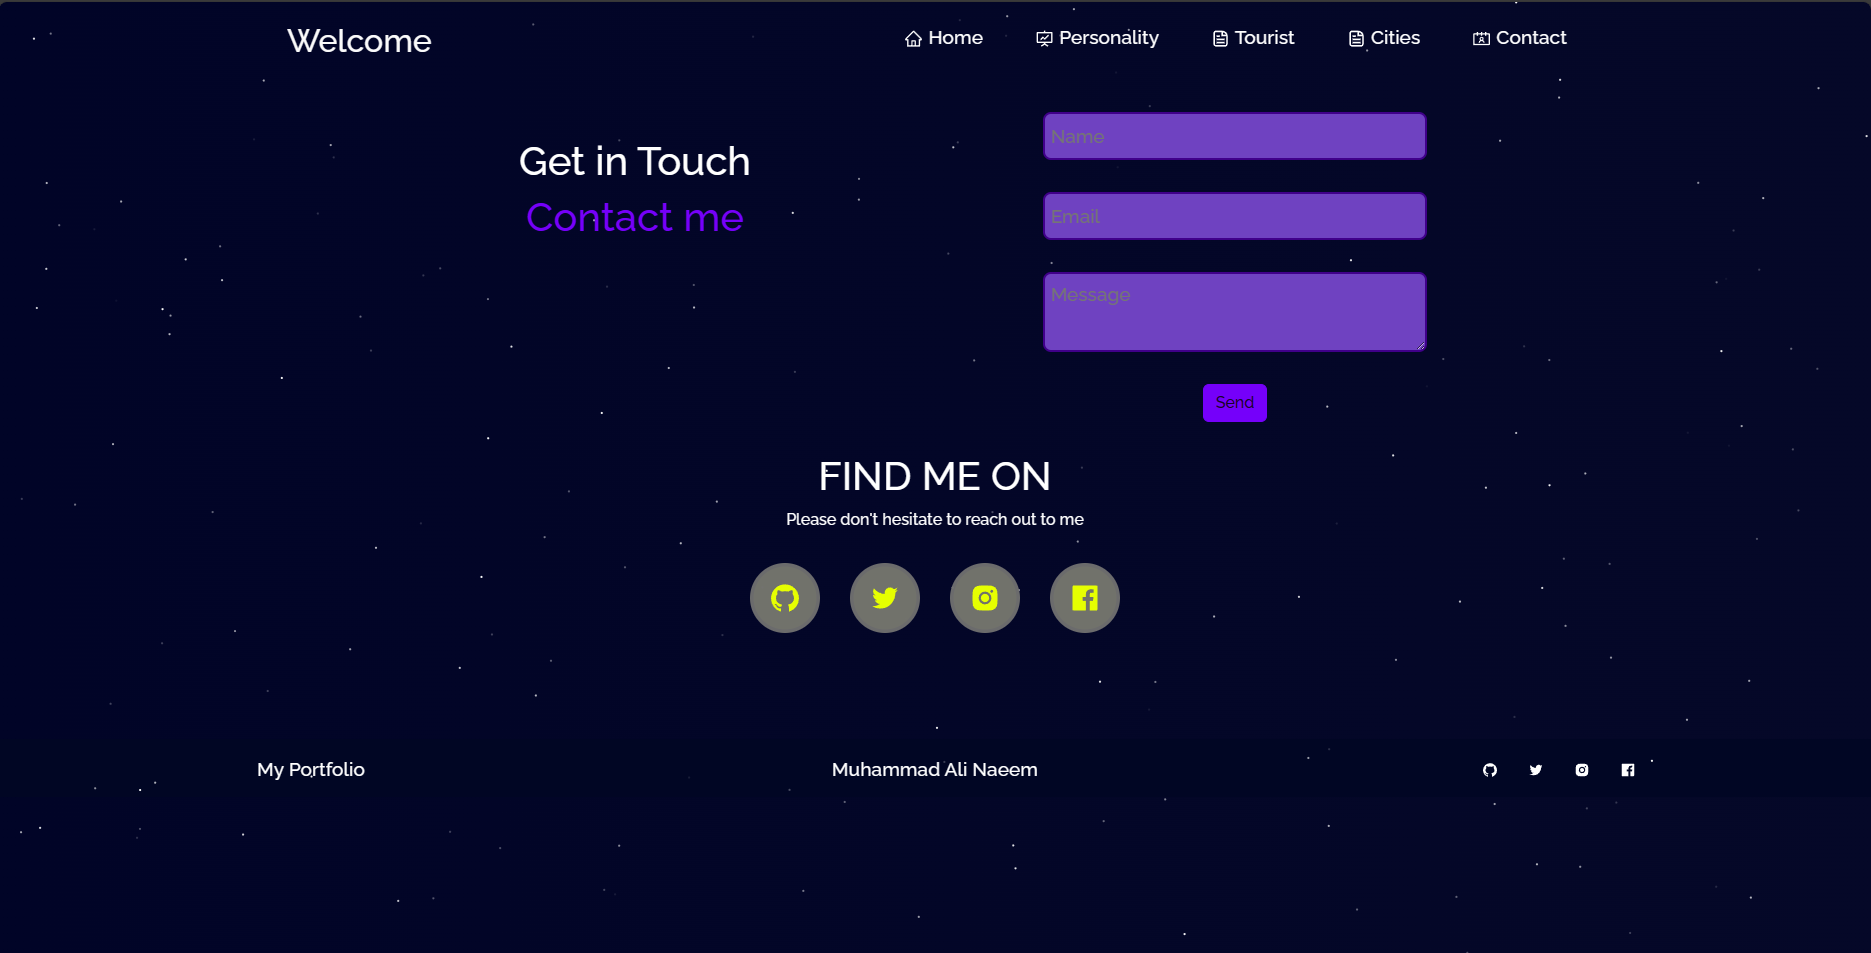 Welcome
Home Personality Tourist Cities Contact
Get in Touch
Contact me
Name
Email
Message
Send
FIND ME ON
Please don't hesitate to reach out to me
My Portfolio
Muhammad Ali Naeem